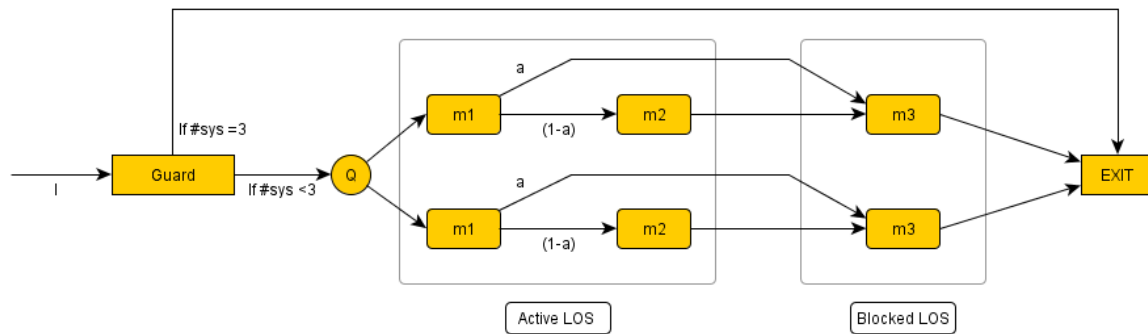 If #sys =3
l
Guard
If #sys <3
Q
a
m1
(1-a)
m2
m3
a
m1
(1-a)
m2
m3
EXIT
Active LOS
Blocked LOS